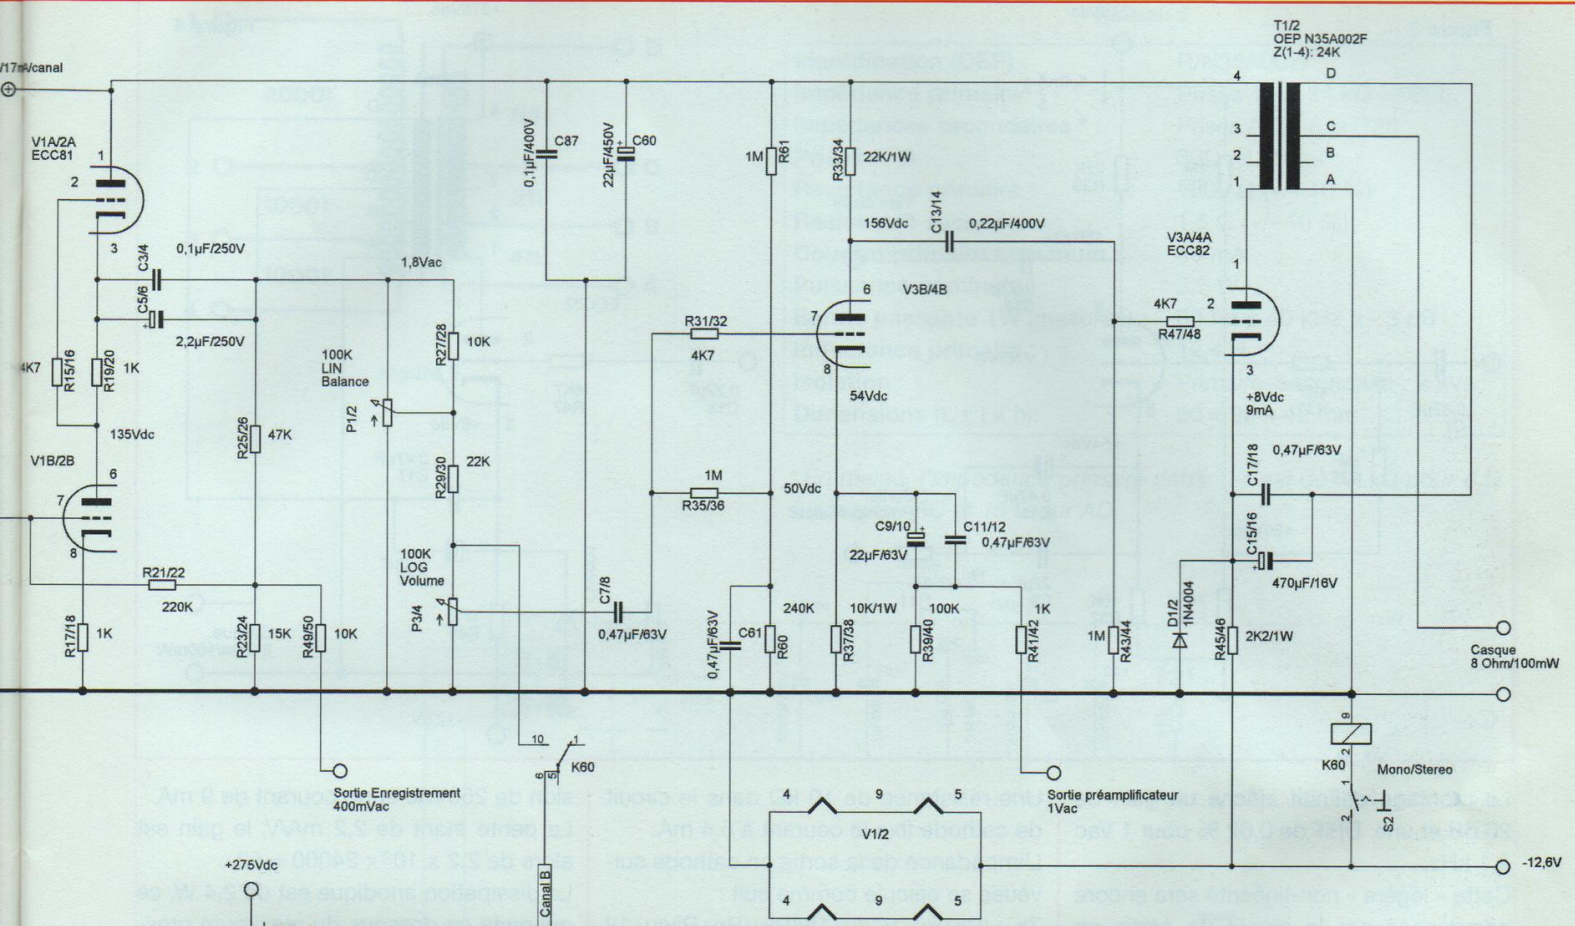 /17mA/canal
V1A/2A
ECC81
1
2
3
C3/4
0,1µF/250V
C5/6
+
2,2µF/250V
4K7
R15/16
R19/20
1K
135Vdc
V1B/2B
6
7
8
R21/22
220K
R17/18
1K
R25/26
47K
R23/24
15K
R49/50
10K
Sortie Enregistrement
400mVac
+275Vdc
1,8Vac
100K
LIN
Balance
P1/2
R27/28
10K
R29/30
22K
100K
LOG
Volume
P3/4
10
1
6
5
K60
Canal B
0,1µF/400V
C87
22µF/450V
+
C60
C7/8
0,47µF/63V
R31/32
4K7
1M
R35/36
1M
R61
50Vdc
0,47µF/63V
C61
240K
R60
R33/34
22K/1W
156Vdc
C13/14
0,22µF/400V
V3B/4B
6
7
8
54Vdc
C9/10
+
22µF/63V
C11/12
0,47µF/63V
10K/1W
R37/38
100K
R39/40
1K
R41/42
Sortie préamplificateur
1Vac
4
9
5
V1/2
4
9
5
T1/2
OEP N35A002F
Z(1-4): 24K
4
3
2
1
D
C
B
A
V3A/4A
ECC82
1
2
3
4K7
R47/48
+8Vdc
9mA
C17/18
0,47µF/63V
C15/16
+
470µF/16V
D1/2
1N4004
1M
R43/44
R45/46
2K2/1W
Casque
8 Ohm/100mW
9
2
K60
Mono/Stereo
1
2
S2
-12,6V